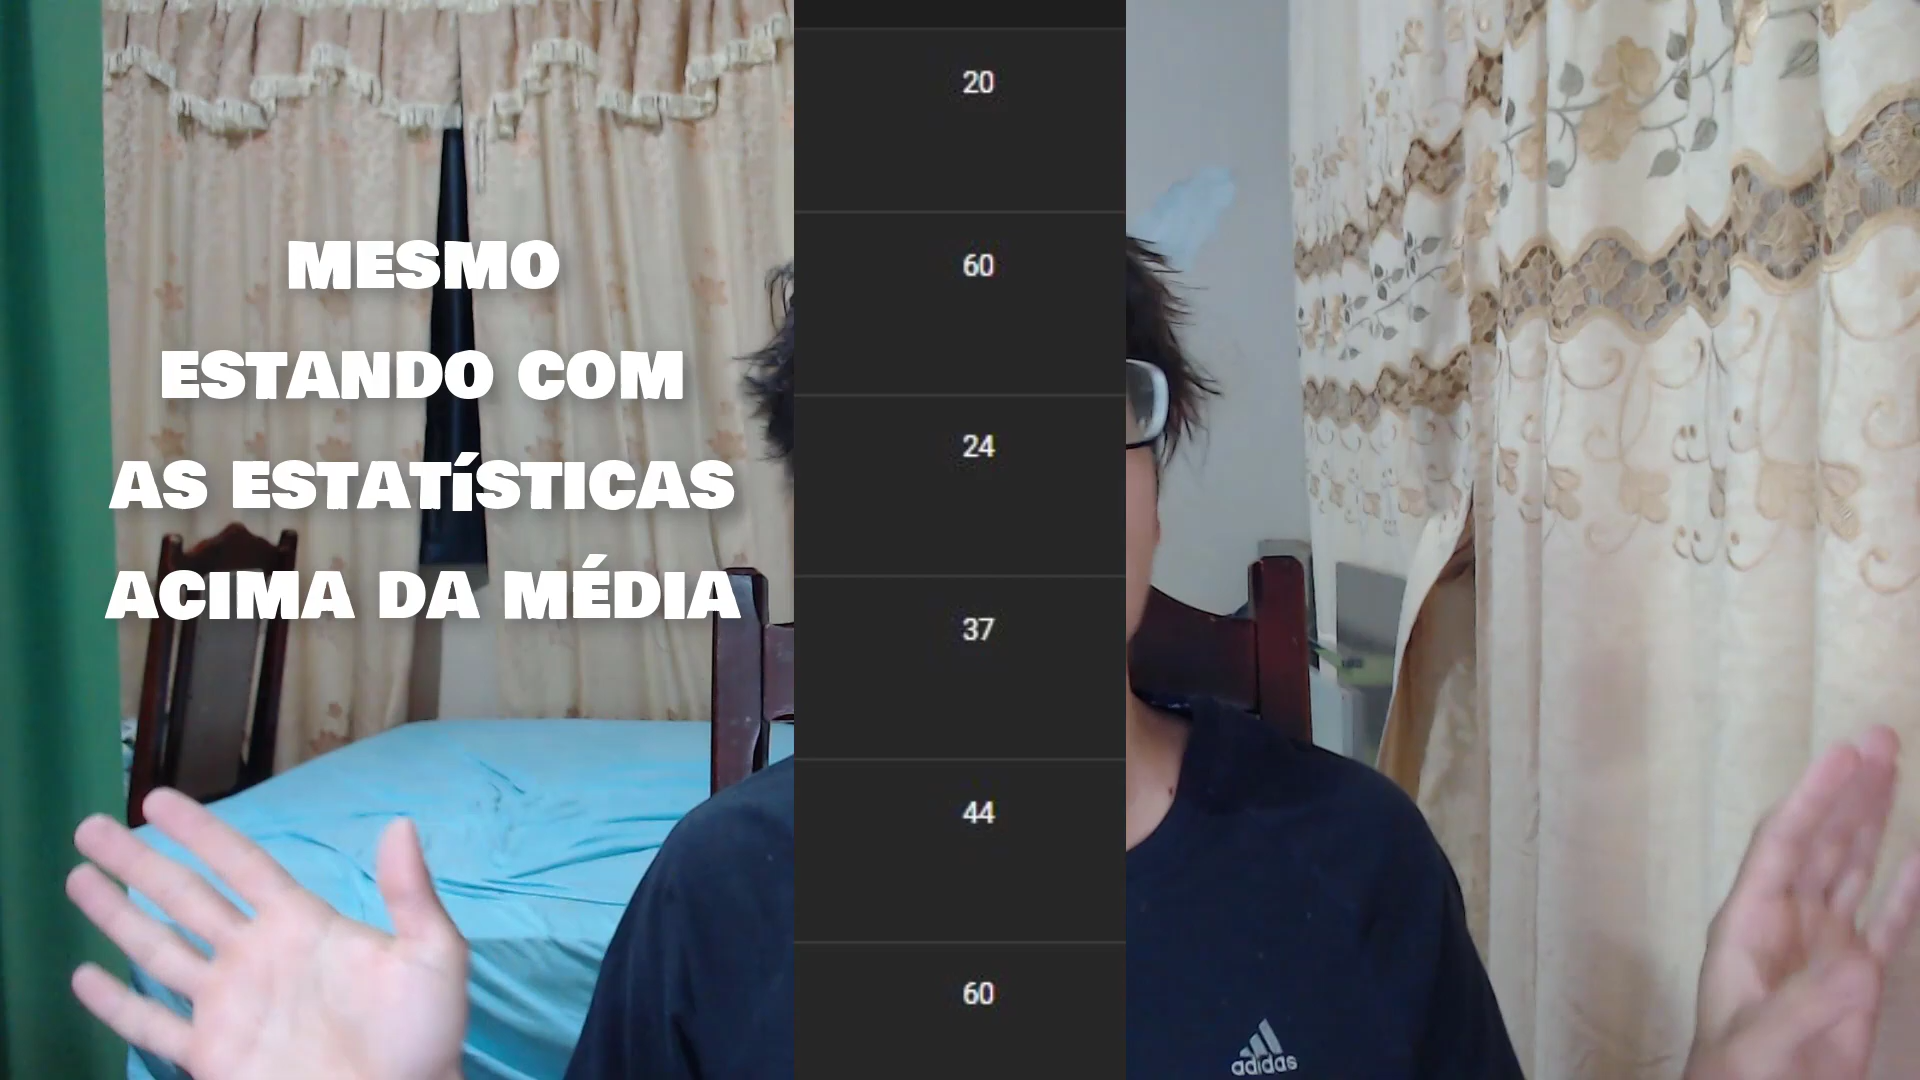 MESMO
ESTANDO COM
AS ESTATÍSTICAS
ACIMA DA MÉDIA
20
60
24
37
44
60
adidas